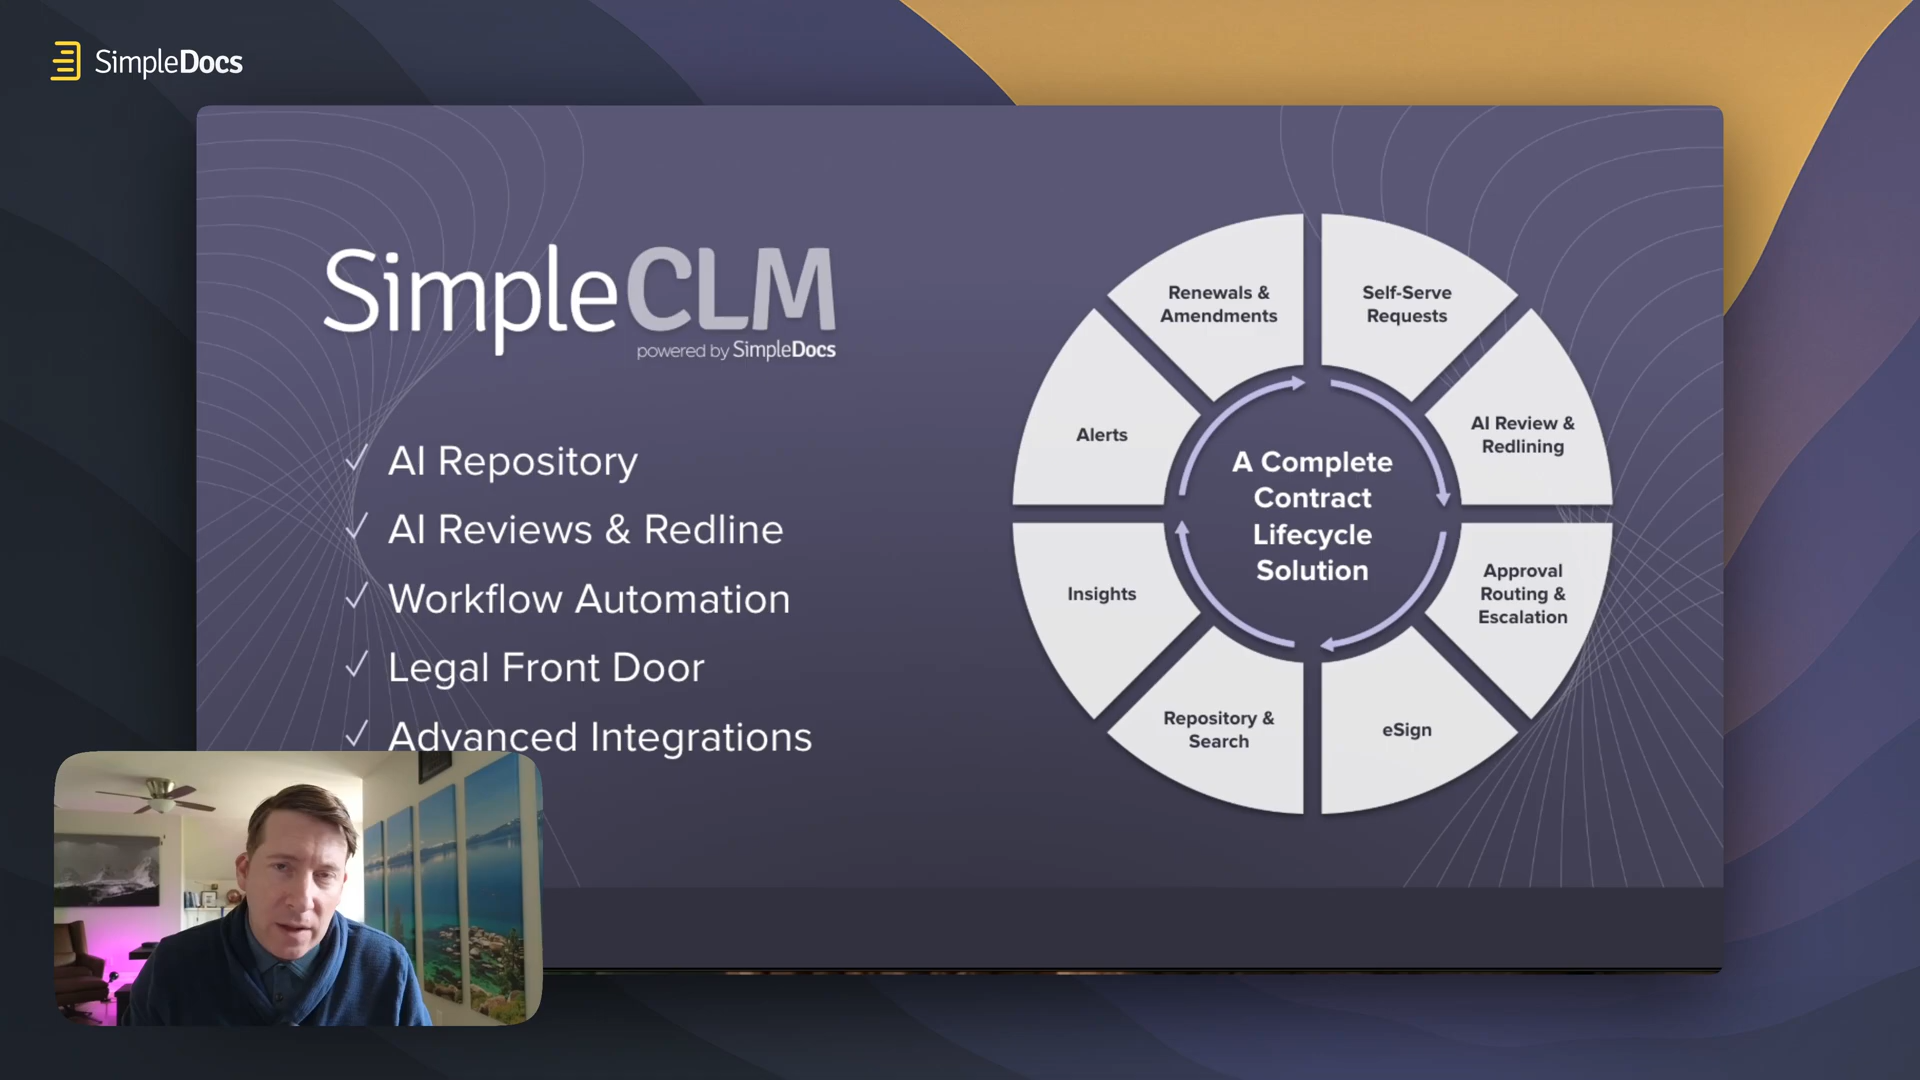 SimpleDocs
SimpleCLM
powered by SimpleDocs
✓ AI Repository
✓ AI Reviews & Redline
✓ Workflow Automation
✓ Legal Front Door
✓ Advanced Integrations
Renewals &
Amendments
Self-Serve
Requests
AI Review &
Redlining
Approval
Routing &
Escalation
eSign
Repository &
Search
Insights
Alerts
A Complete
Contract
Lifecycle
Solution